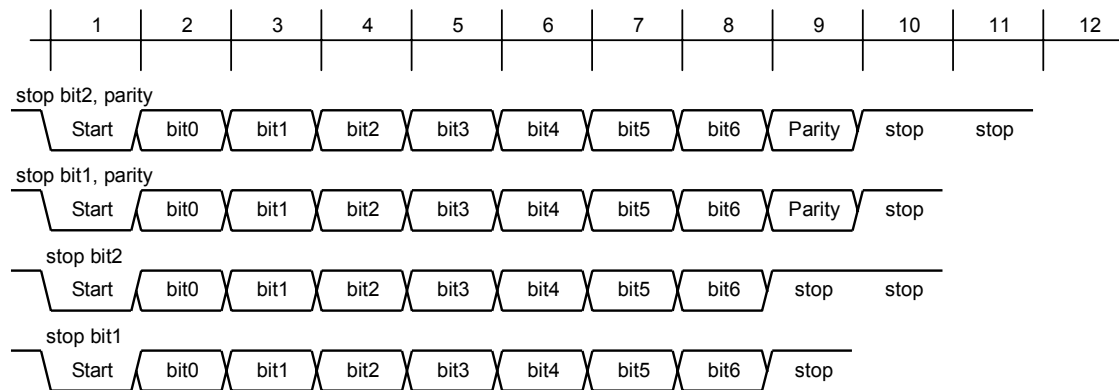 1 2 3 4 5 6 7 8 9 10 11 12
stop bit2, parity
Start bit0 bit1 bit2 bit3 bit4 bit5 bit6 Parity stop stop
stop bit1, parity
Start bit0 bit1 bit2 bit3 bit4 bit5 bit6 Parity stop
stop bit2
Start bit0 bit1 bit2 bit3 bit4 bit5 bit6 stop stop
stop bit1
Start bit0 bit1 bit2 bit3 bit4 bit5 bit6 stop